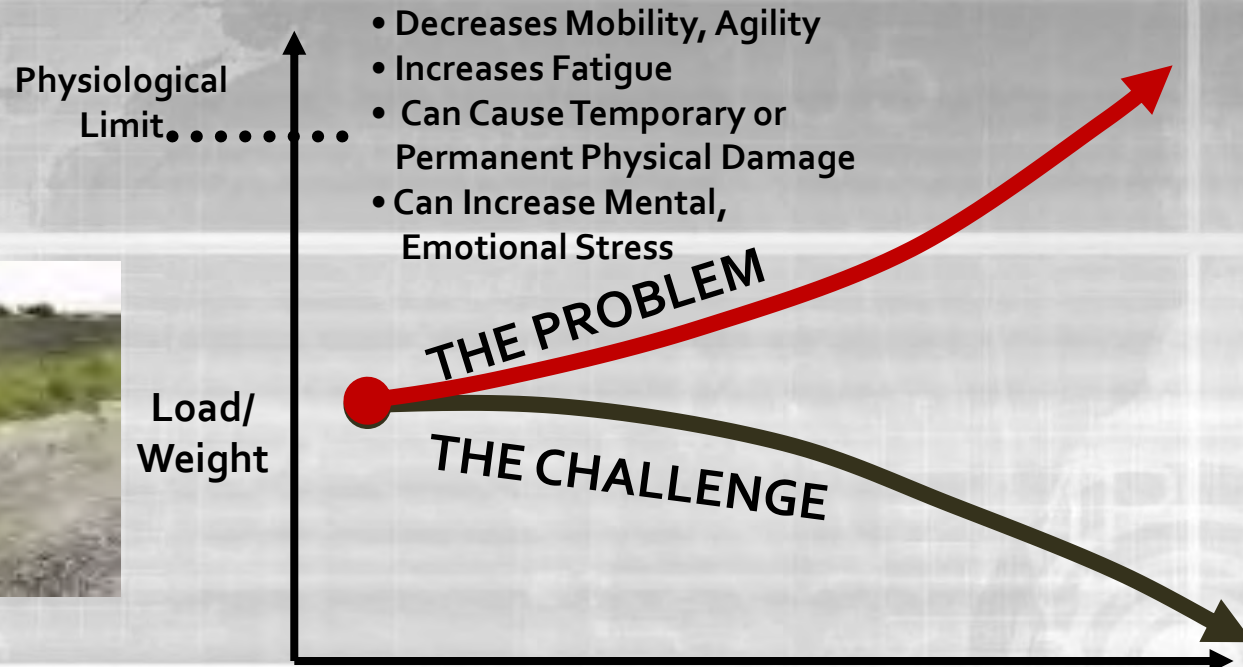 • Decreases Mobility, Agility
• Increases Fatigue
• Can Cause Temporary or
Permanent Physical Damage
• Can Increase Mental,
Emotional Stress
Physiological
Limit
THE PROBLEM
Load/
Weight
THE CHALLENGE